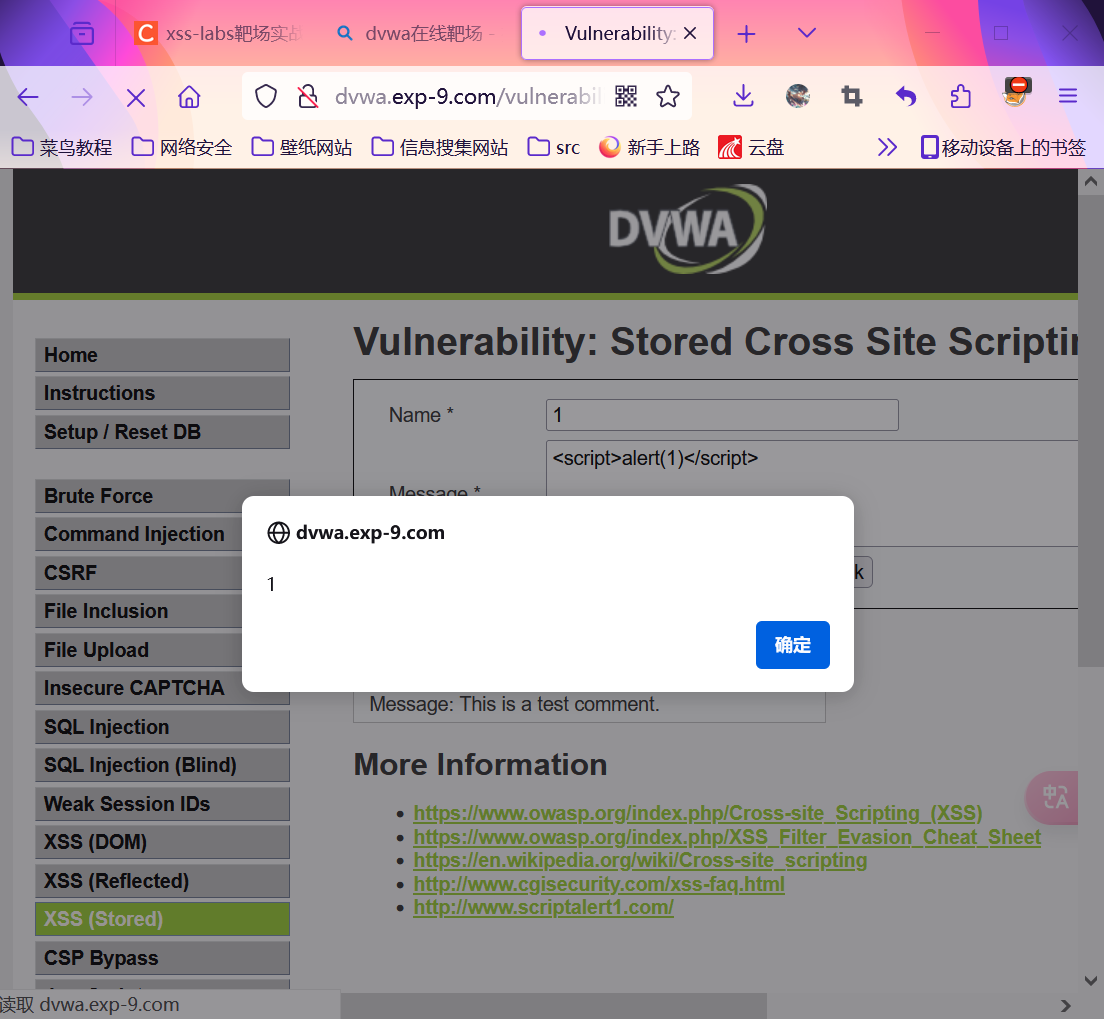 xss-labs靶场实战
dvwa在线靶场 -
Vulnerability:
dvwa.exp-9.com/vulnerabil
菜鸟教程
网络安全
壁纸网站
信息搜集网站
src
新手上路
云盘
移动设备上的书签
DVWA
Home
Instructions
Setup / Reset DB
Brute Force
Command Injection
CSRF
File Inclusion
File Upload
Insecure CAPTCHA
SQL Injection
SQL Injection (Blind)
Weak Session IDs
XSS (DOM)
XSS (Reflected)
XSS (Stored)
CSP Bypass
Vulnerability: Stored Cross Site Scriptin
Name *
1
Message *
<script>alert(1)</script>
k
dvwa.exp-9.com
1
确定
Message: This is a test comment.
More Information
https://www.owasp.org/index.php/Cross-site_Scripting_(XSS)
https://www.owasp.org/index.php/XSS_Filter_Evasion_Cheat_Sheet
https://en.wikipedia.org/wiki/Cross-site_scripting
http://www.cgisecurity.com/xss-faq.html
http://www.scriptalert1.com/
中A
读取 dvwa.exp-9.com